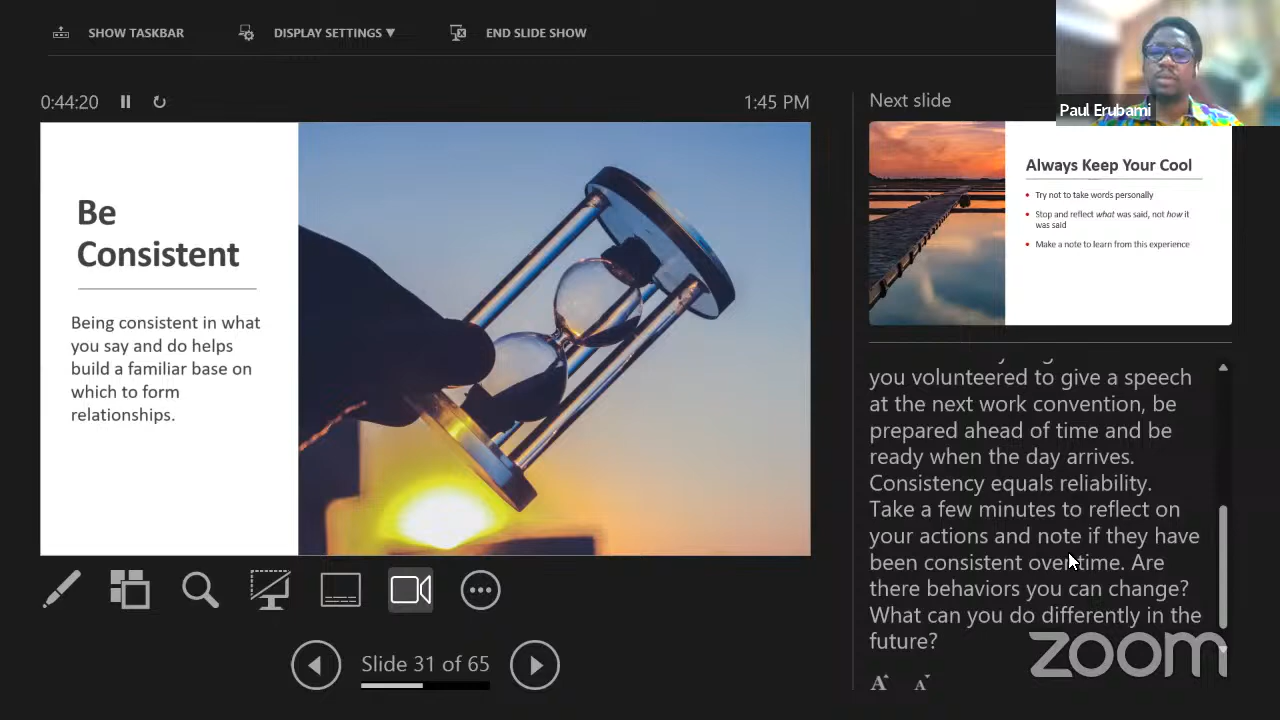 SHOW TASKBAR
DISPLAY SETTINGS ▼
END SLIDE SHOW
0:44:20
1:45 PM
Be
Consistent
Being consistent in what
you say and do helps
build a familiar base on
which to form
relationships.
Slide 31 of 65
Next slide
Paul Erubami
Always Keep Your Cool
• Try not to take words personally
• Stop and reflect what was said, not how it
was said
• Make a note to learn from this experience
you volunteered to give a speech
at the next work convention, be
prepared ahead of time and be
ready when the day arrives.
Consistency equals reliability.
Take a few minutes to reflect on
your actions and note if they have
been consistent over time. Are
there behaviors you can change?
What can you do differently in the
future?
zoom
A A